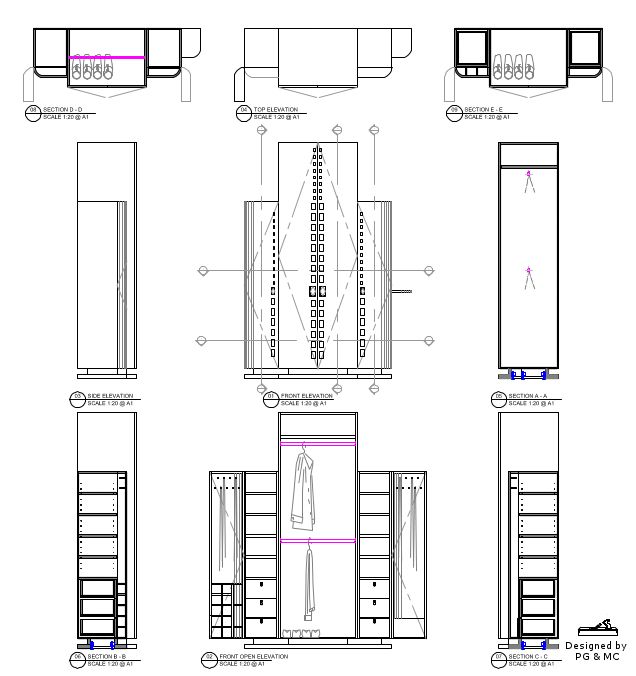 08 SECTION D - D
SCALE 1:20 @ A1
04 TOP ELEVATION
SCALE 1:20 @ A1
09 SECTION E - E
SCALE 1:20 @ A1
03 SIDE ELEVATION
SCALE 1:20 @ A1
01 FRONT ELEVATION
SCALE 1:20 @ A1
05 SECTION A - A
SCALE 1:20 @ A1
06 SECTION B - B
SCALE 1:20 @ A1
02 FRONT OPEN ELEVATION
SCALE 1:20 @ A1
07 SECTION C - C
SCALE 1:20 @ A1
Designed by
PG & MC